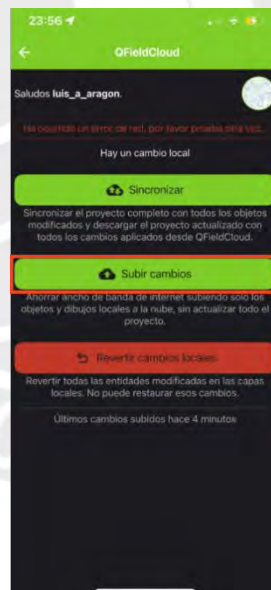 23:56
QFieldCloud
Saludos luis_a_aragon.
Ha ocurrido un error de red, por favor prueba otra vez.
Hay un cambio local
Sincronizar
Sincronizar el proyecto completo con todos los objetos
modificados y descargar el proyecto actualizado con
todos los cambios aplicados desde QFieldCloud.
Subir cambios
Ahorrar ancho de banda de internet subiendo solo los
objetos y dibujos locales a la nube, sin actualizar todo el
proyecto.
Revertir cambios locales
Revertir todas las entidades modificadas en las capas
locales. No puede restaurar esos cambios.
Últimos cambios subidos hace 4 minutos